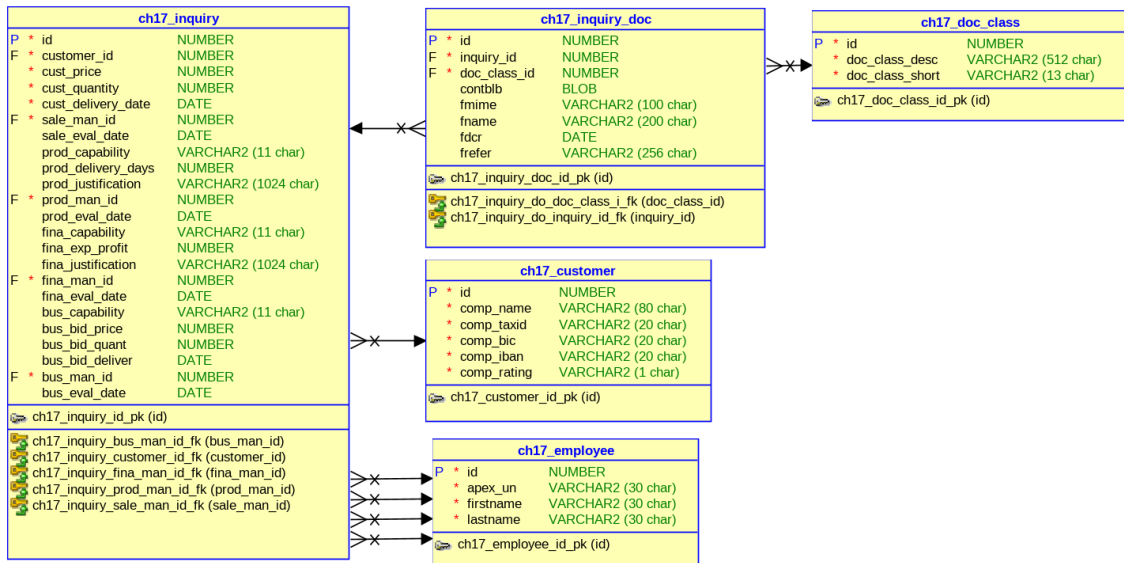 ch17_inquiry
P * id NUMBER
F * customer_id NUMBER
* cust_price NUMBER
* cust_quantity NUMBER
* cust_delivery_date DATE
F * sale_man_id NUMBER
sale_eval_date DATE
prod_capability VARCHAR2 (11 char)
prod_delivery_days NUMBER
prod_justification VARCHAR2 (1024 char)
F * prod_man_id NUMBER
prod_eval_date DATE
fina_capability VARCHAR2 (11 char)
fina_exp_profit NUMBER
fina_justification VARCHAR2 (1024 char)
F * fina_man_id NUMBER
fina_eval_date DATE
bus_capability VARCHAR2 (11 char)
bus_bid_price NUMBER
bus_bid_quant NUMBER
bus_bid_deliver DATE
F * bus_man_id NUMBER
bus_eval_date DATE
ch17_inquiry_id_pk (id)
ch17_inquiry_bus_man_id_fk (bus_man_id)
ch17_inquiry_customer_id_fk (customer_id)
ch17_inquiry_fina_man_id_fk (fina_man_id)
ch17_inquiry_prod_man_id_fk (prod_man_id)
ch17_inquiry_sale_man_id_fk (sale_man_id)
ch17_inquiry_doc
P * id NUMBER
F * inquiry_id NUMBER
F * doc_class_id NUMBER
contblb BLOB
fmime VARCHAR2 (100 char)
fname VARCHAR2 (200 char)
fdcr DATE
frefer VARCHAR2 (256 char)
ch17_inquiry_doc_id_pk (id)
ch17_inquiry_do_doc_class_i_fk (doc_class_id)
ch17_inquiry_do_inquiry_id_fk (inquiry_id)
ch17_doc_class
P * id NUMBER
* doc_class_desc VARCHAR2 (512 char)
* doc_class_short VARCHAR2 (13 char)
ch17_doc_class_id_pk (id)
ch17_customer
P * id NUMBER
* comp_name VARCHAR2 (80 char)
* comp_taxid VARCHAR2 (20 char)
* comp_bic VARCHAR2 (20 char)
* comp_iban VARCHAR2 (20 char)
* comp_rating VARCHAR2 (1 char)
ch17_customer_id_pk (id)
ch17_employee
P * id NUMBER
* apex_un VARCHAR2 (30 char)
* firstname VARCHAR2 (30 char)
* lastname VARCHAR2 (30 char)
ch17_employee_id_pk (id)